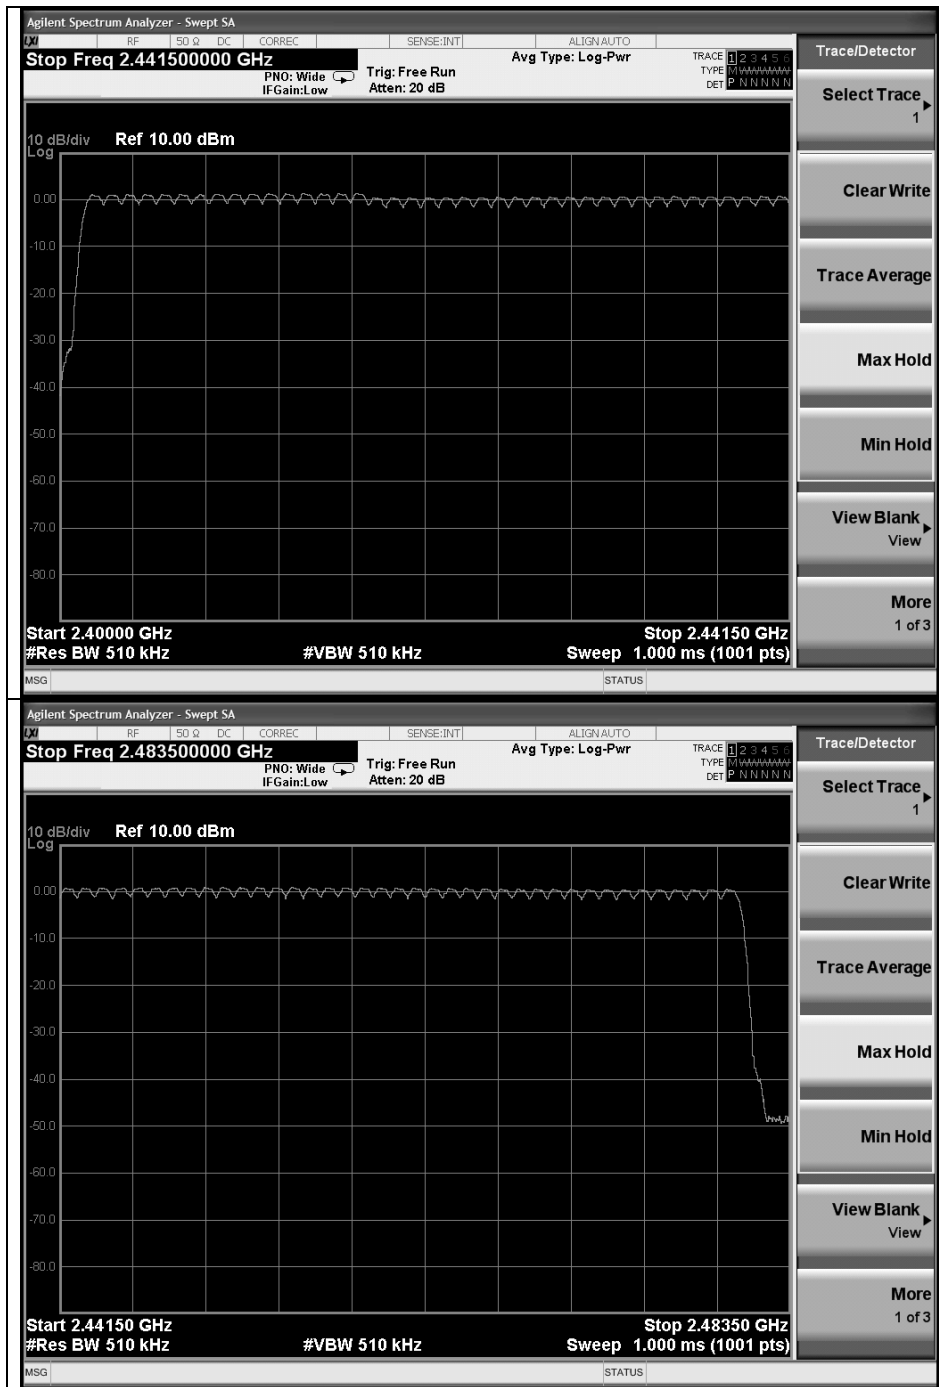 Agilent Spectrum Analyzer - Swept SA
LXI RF 50 Ω DC CORREC SENSE:INT ALIGN AUTO
Stop Freq 2.441500000 GHz
PNO: Wide
IFGain:Low
Trig: Free Run
Atten: 20 dB
Avg Type: Log-Pwr
TRACE 1 2 3 4 5 6
TYPE M
DET P N N N N N
Trace/Detector
Select Trace
1
10 dB/div
Log
Ref 10.00 dBm
0.00
-10.0
-20.0
-30.0
-40.0
-50.0
-60.0
-70.0
-80.0
Clear Write
Trace Average
Max Hold
Min Hold
View Blank
View
More
1 of 3
Start 2.40000 GHz
Stop 2.44150 GHz
#Res BW 510 kHz
#VBW 510 kHz
Sweep 1.000 ms (1001 pts)
MSG
STATUS
Agilent Spectrum Analyzer - Swept SA
LXI RF 50 Ω DC CORREC SENSE:INT ALIGN AUTO
Stop Freq 2.483500000 GHz
PNO: Wide
IFGain:Low
Trig: Free Run
Atten: 20 dB
Avg Type: Log-Pwr
TRACE 1 2 3 4 5 6
TYPE M
DET P N N N N N
Trace/Detector
Select Trace
1
10 dB/div
Log
Ref 10.00 dBm
0.00
-10.0
-20.0
-30.0
-40.0
-50.0
-60.0
-70.0
-80.0
Clear Write
Trace Average
Max Hold
Min Hold
View Blank
View
More
1 of 3
Start 2.44150 GHz
Stop 2.48350 GHz
#Res BW 510 kHz
#VBW 510 kHz
Sweep 1.000 ms (1001 pts)
MSG
STATUS